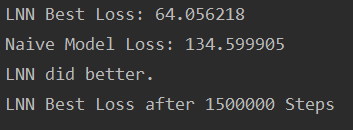 LNN Best Loss: 64.056218
Naive Model Loss: 134.599905
LNN did better.
LNN Best Loss after 1500000 Steps